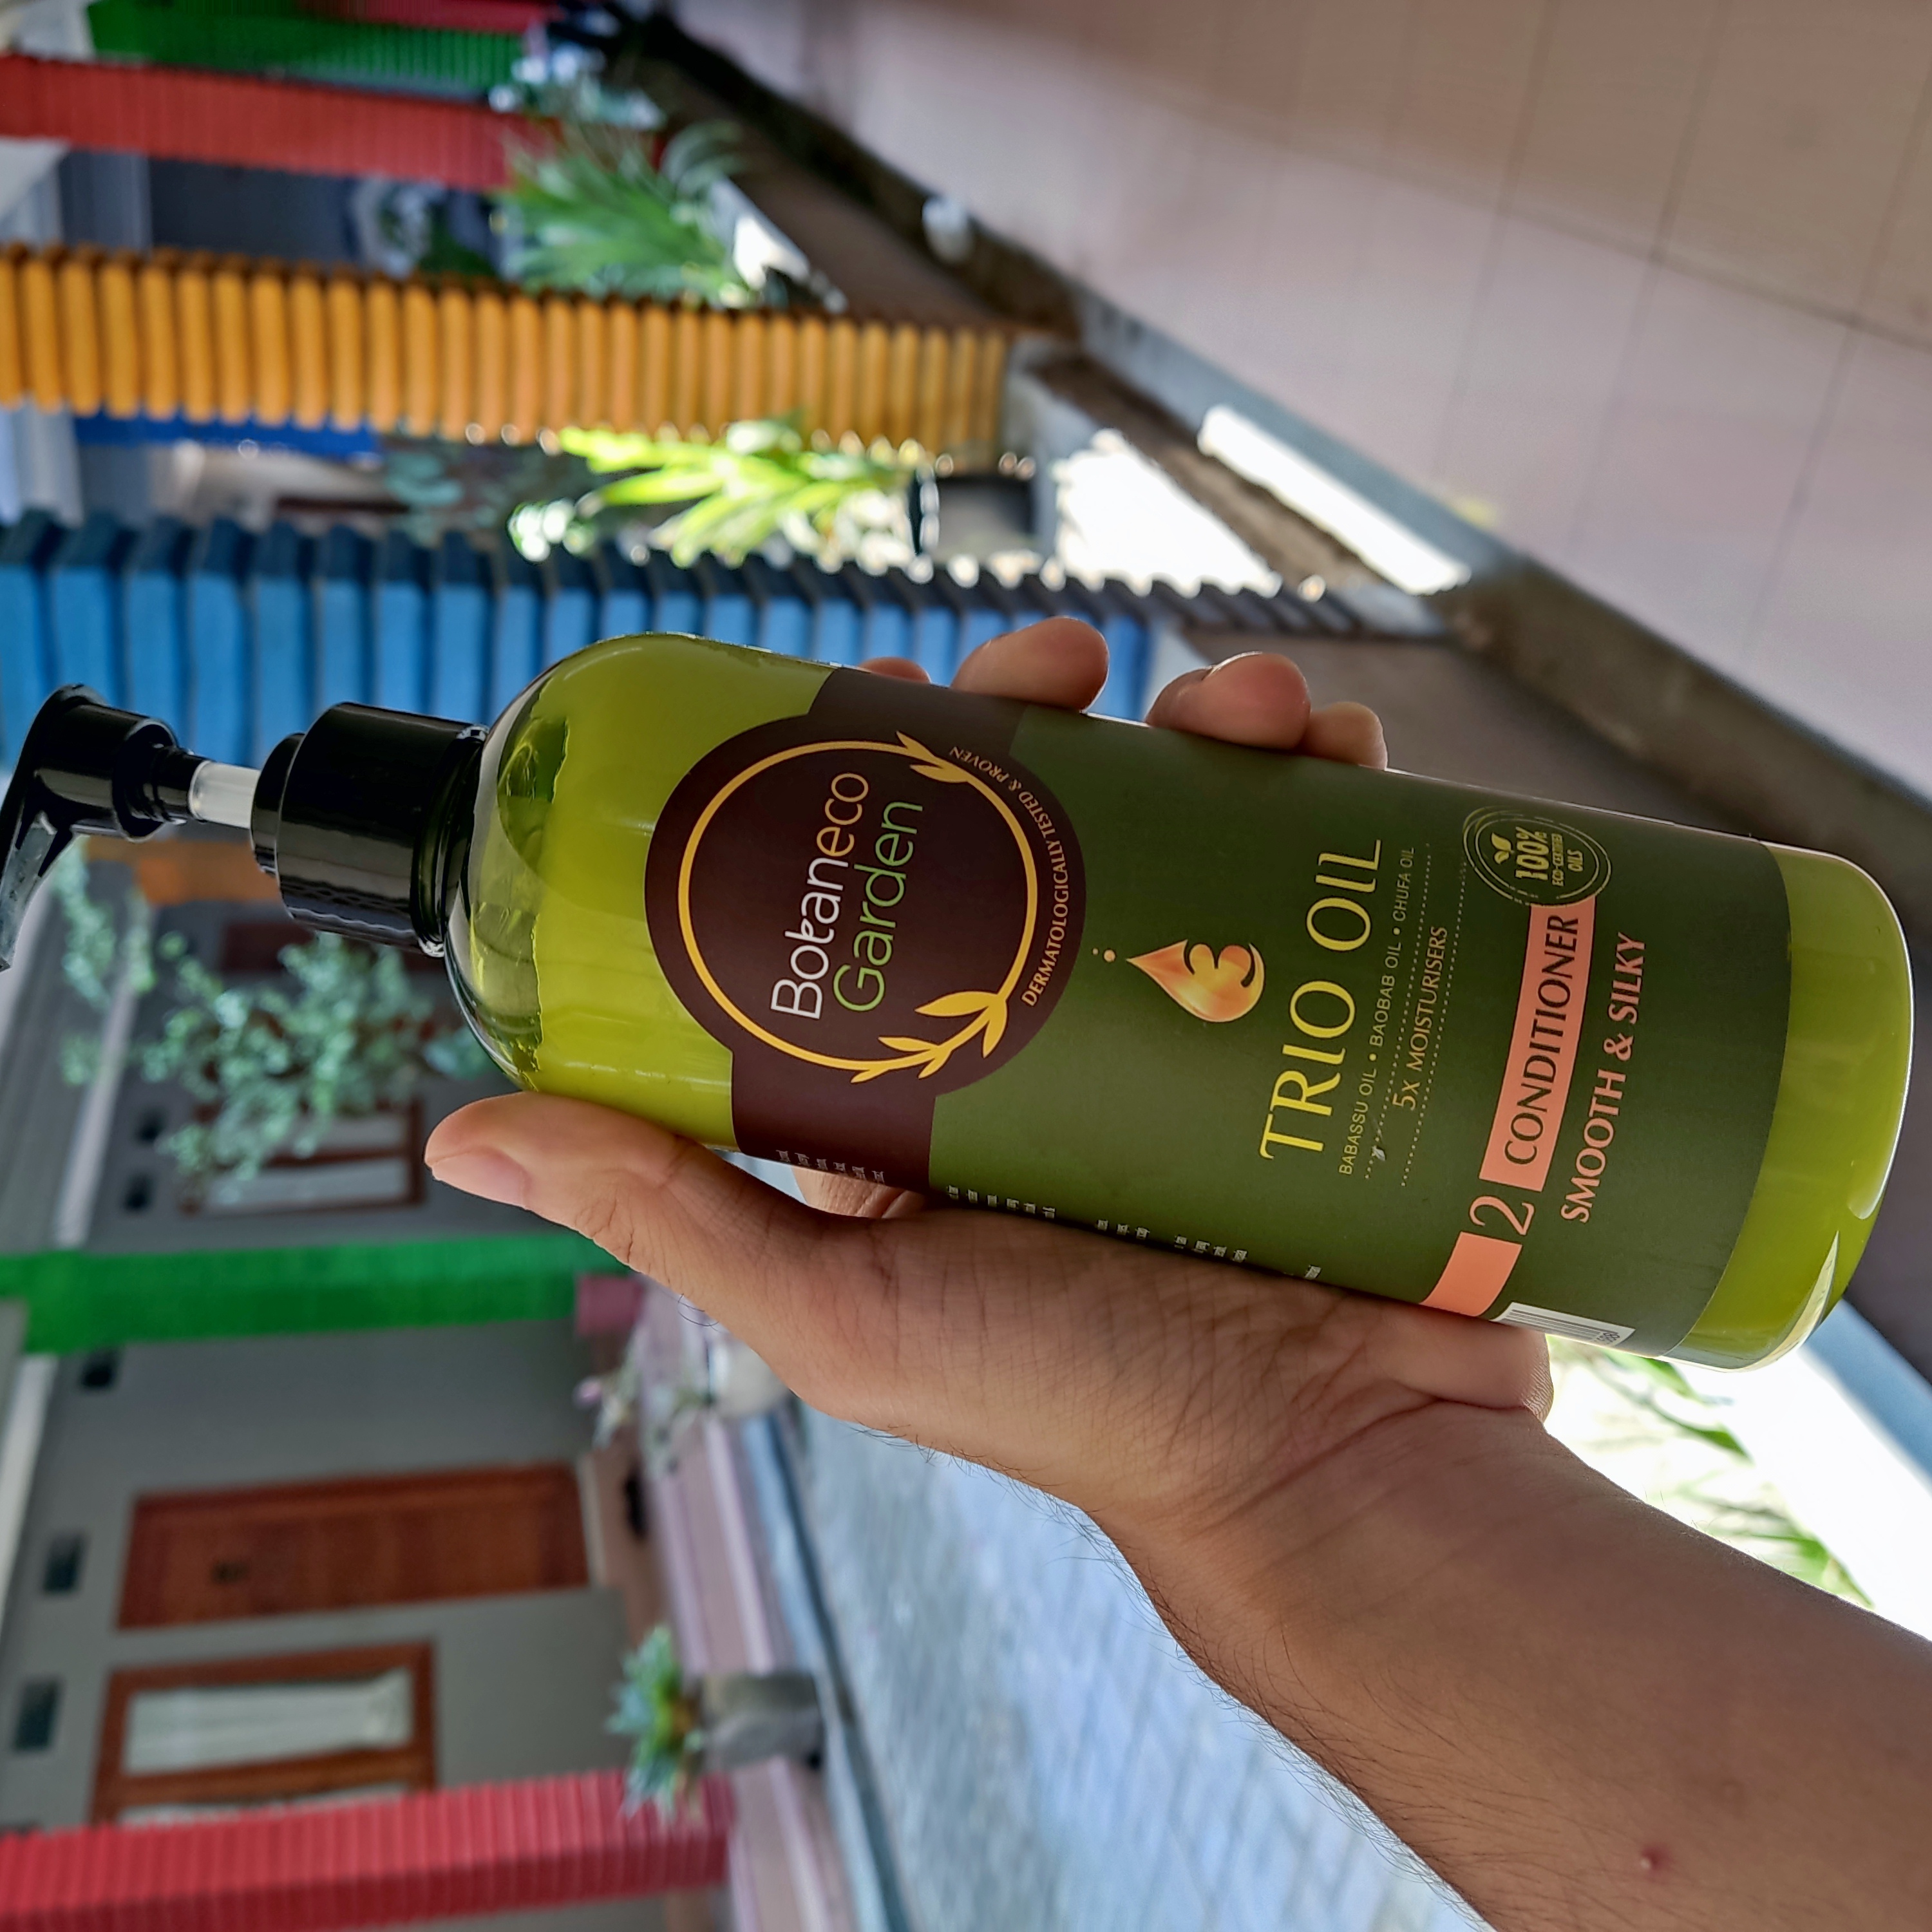 Botaneco
Garden
DERMATOLOGICALLY TESTED & PROVEN
3
TRIO OIL
BABASSU OIL • BAOBAB OIL • CHUFA OIL
5x MOISTURISERS
2 CONDITIONER
SMOOTH & SILKY
100%
ECO-CERTIFIED
OILS